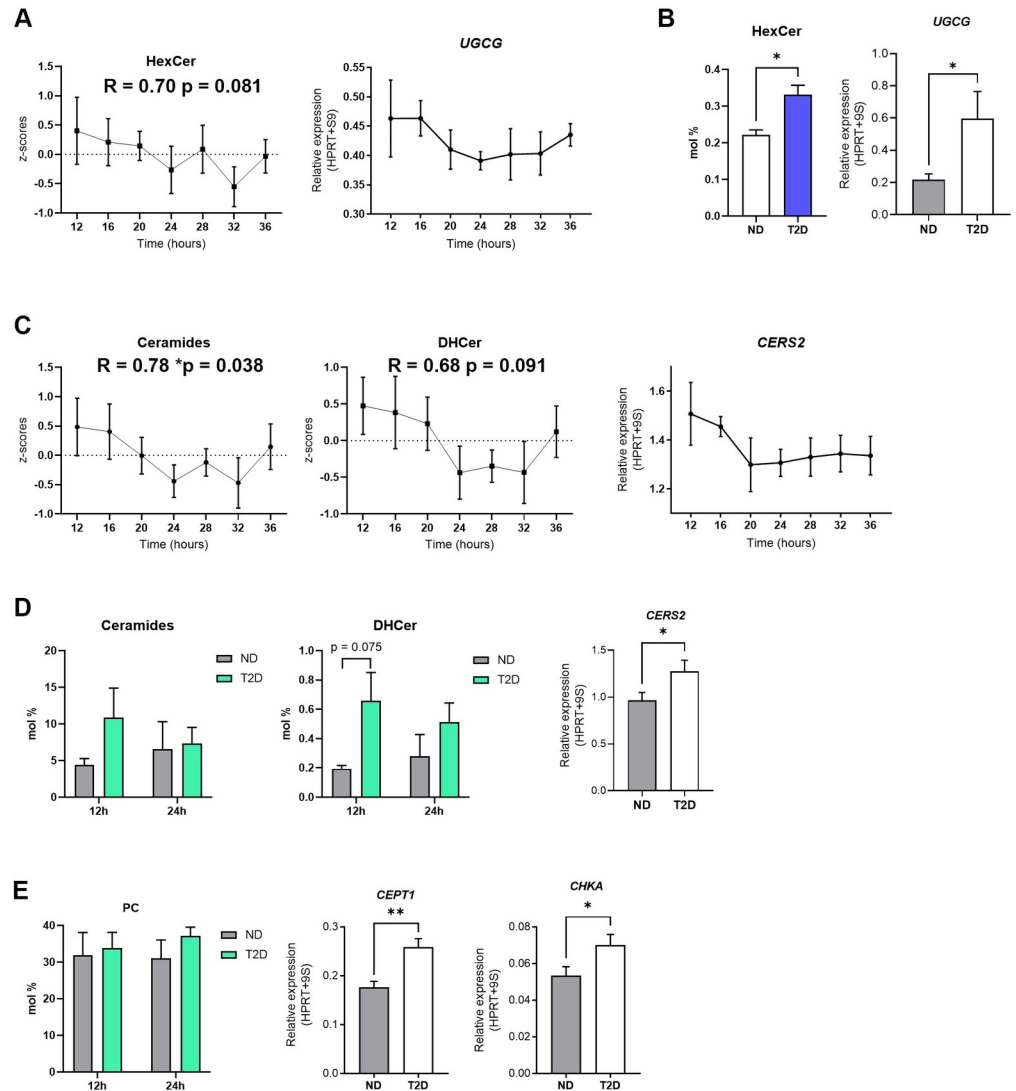 A
HexCer
R = 0.70 p = 0.081
z-scores
1.5
1.0
0.5
0.0
-0.5
-1.0
12 16 20 24 28 32 36
Time (hours)
UGCG
Relative expression
(HPRT+S9)
0.55
0.50
0.45
0.40
0.35
0.30
12 16 20 24 28 32 36
Time (hours)
B
HexCer
*
mol %
0.4
0.3
0.2
0.1
0.0
ND T2D
UGCG
*
Relative expression
(HPRT+9S)
1.0
0.8
0.6
0.4
0.2
0.0
ND T2D
C
Ceramides
R = 0.78 *p = 0.038
z-scores
1.5
1.0
0.5
0.0
-0.5
-1.0
12 16 20 24 28 32 36
Time (hours)
DHCer
R = 0.68 p = 0.091
z-scores
1.0
0.5
0.0
-0.5
-1.0
12 16 20 24 28 32 36
Time (hours)
CERS2
Relative expression
(HPRT+9S)
1.6
1.4
1.2
12 16 20 24 28 32 36
Time (hours)
D
Ceramides
mol %
20
15
10
5
0
12h 24h
ND
T2D
DHCer
p = 0.075
mol %
1.0
0.8
0.6
0.4
0.2
0.0
12h 24h
ND
T2D
CERS2
*
Relative expression
(HPRT+9S)
1.5
1.0
0.5
0.0
ND T2D
E
PC
mol %
40
30
20
10
0
12h 24h
ND
T2D
CEPT1
**
Relative expression
(HPRT+9S)
0.3
0.2
0.1
0.0
ND T2D
CHKA
*
Relative expression
(HPRT+9S)
0.08
0.06
0.04
0.02
0.00
ND T2D